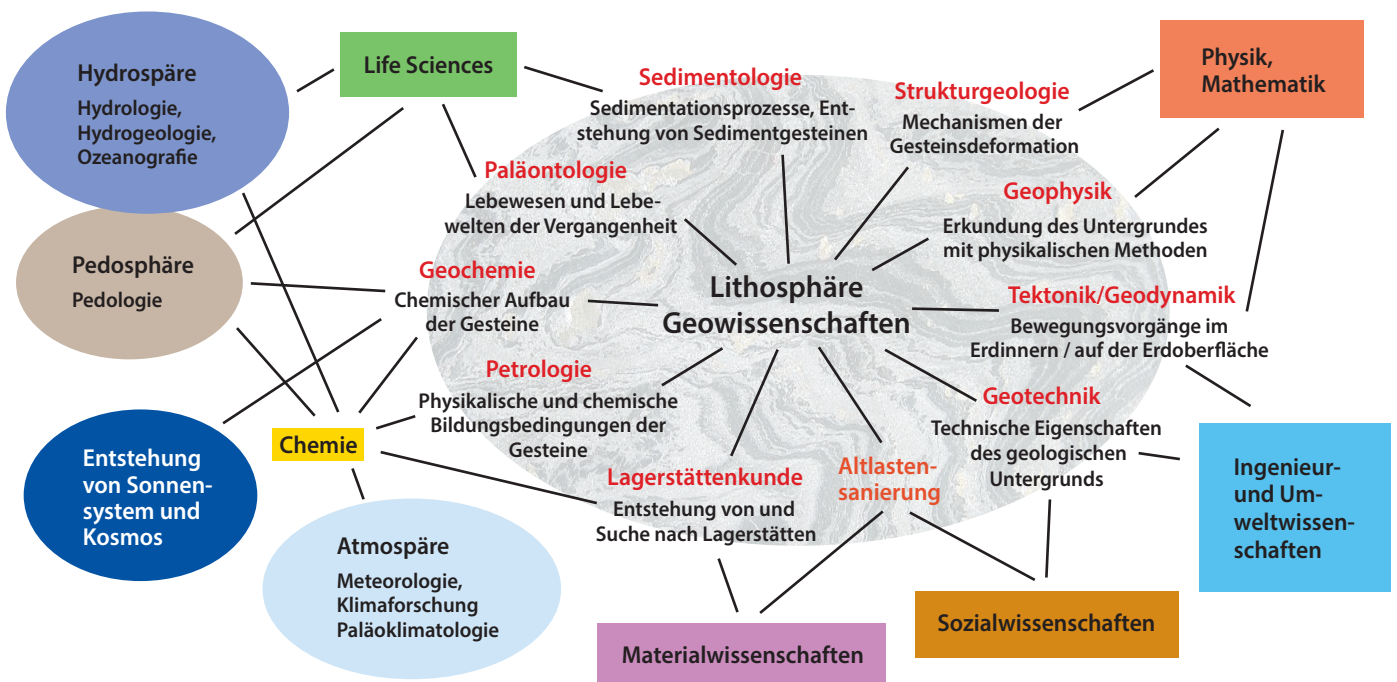 Hydrospäre
Hydrologie,
Hydrogeologie,
Ozeanografie
Life Sciences
Sedimentologie
Sedimentationsprozesse, Ent-
stehung von Sedimentgesteinen
Strukturgeologie
Mechanismen der
Gesteinsdeformation
Physik,
Mathematik
Paläontologie
Lebewesen und Lebe-
welten der Vergangenheit
Geophysik
Erkundung des Untergrundes
mit physikalischen Methoden
Pedosphäre
Pedologie
Geochemie
Chemischer Aufbau
der Gesteine
Lithosphäre
Geowissenschaften
Tektonik/Geodynamik
Bewegungsvorgänge im
Erdinnern / auf der Erdoberfläche
Petrologie
Physikalische und chemische
Bildungsbedingungen der
Gesteine
Geotechnik
Technische Eigenschaften
des geologischen
Untergrunds
Entstehung
von Sonnen-
system und
Kosmos
Chemie
Lagerstättenkunde
Entstehung von und
Suche nach Lagerstätten
Altlasten-
sanierung
Ingenieur-
und Um-
weltwissen-
schaften
Atmospäre
Meteorologie,
Klimaforschung
Paläoklimatologie
Materialwissenschaften
Sozialwissenschaften